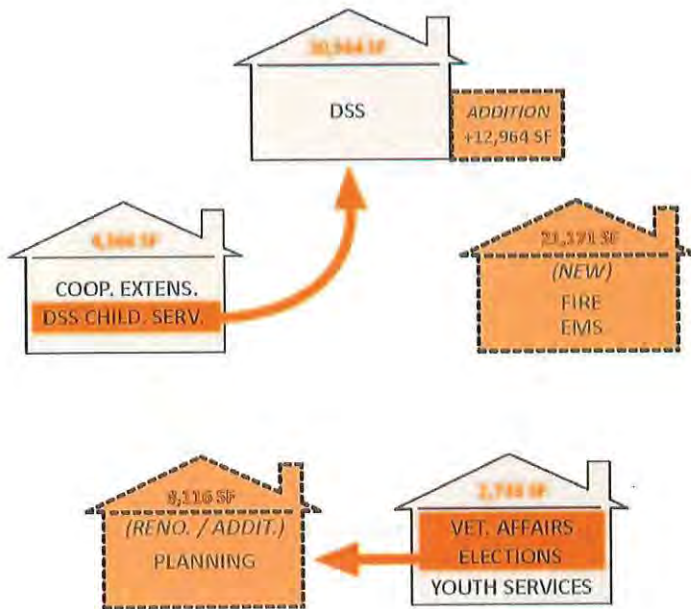 DSS
ADDITION
+12,964 SF
COOP. EXTENS.
DSS CHILD. SERV.
21,171 SF
(NEW)
FIRE
EMS
8,116 SF
(RENO. / ADDIT.)
PLANNING
VET. AFFAIRS
ELECTIONS
YOUTH SERVICES